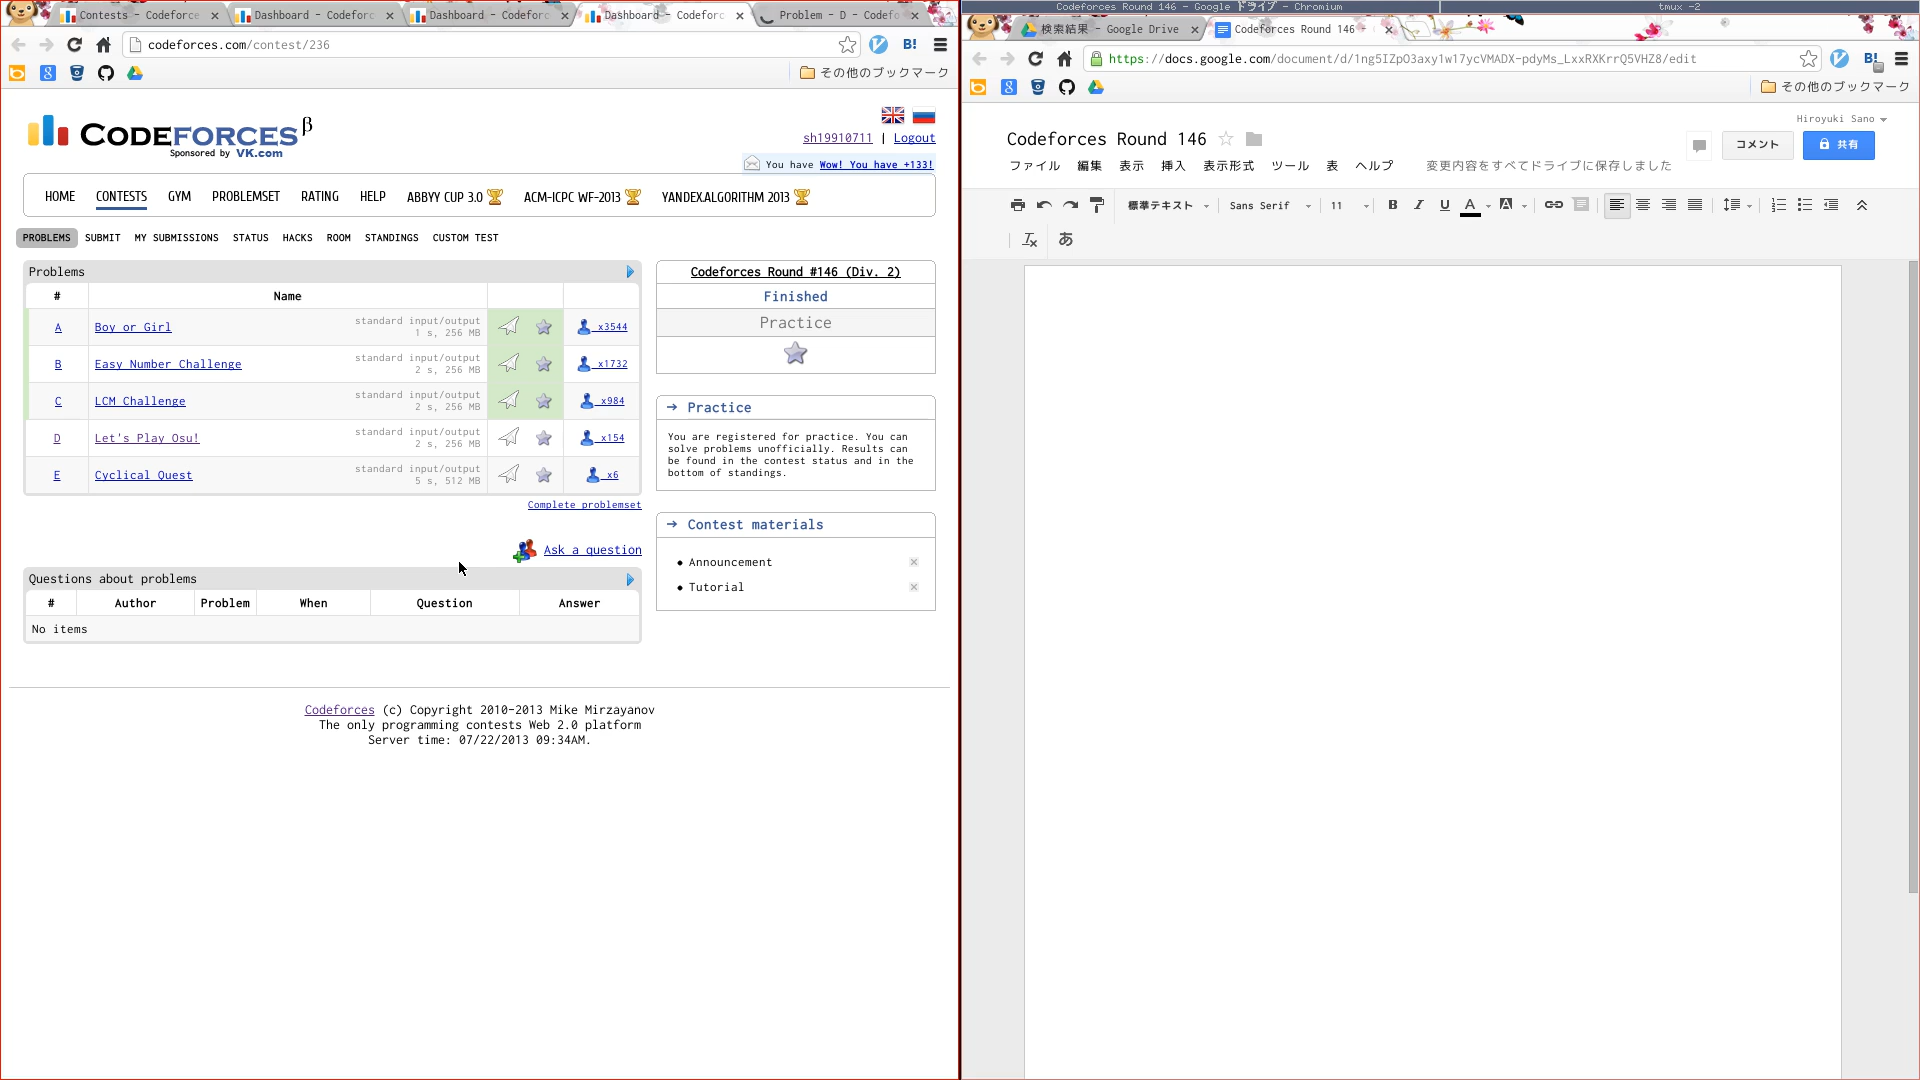 Contests - Codeforces
Dashboard - Codeforc
Dashboard - Codeforc
Dashboard - Codeforc
Problem - D - Codefo
codeforces.com/contest/236
B!
その他のブックマーク
CODEFORCES β
Sponsored by VK.com
sh19910711 | Logout
You have Wow! You have +133!
HOME CONTESTS GYM PROBLEMSET RATING HELP ABBYY CUP 3.0 ACM-ICPC WF-2013 YANDEX.ALGORITHM 2013
PROBLEMS SUBMIT MY SUBMISSIONS STATUS HACKS ROOM STANDINGS CUSTOM TEST
Problems
# Name
A Boy or Girl standard input/output x3544
1 s, 256 MB
B Easy Number Challenge standard input/output x1732
2 s, 256 MB
C LCM Challenge standard input/output x984
2 s, 256 MB
D Let's Play Osu! standard input/output x154
2 s, 256 MB
E Cyclical Quest standard input/output x6
5 s, 512 MB
Complete problemset
Ask a question
Questions about problems
# Author Problem When Question Answer
No items
Codeforces Round #146 (Div. 2)
Finished
Practice
→ Practice
You are registered for practice. You can
solve problems unofficially. Results can
be found in the contest status and in the
bottom of standings.
→ Contest materials
Announcement
Tutorial
Codeforces (c) Copyright 2010-2013 Mike Mirzayanov
The only programming contests Web 2.0 platform
Server time: 07/22/2013 09:34AM.
Codeforces Round 146 - Google ドライブ - Chromium
tmux -2
検索結果 - Google Drive
Codeforces Round 146 -
https://docs.google.com/document/d/1ng5IZpO3axy1w17ycVMADX-pdyMs_LxxRXKrrQ5VHZ8/edit
B!
その他のブックマーク
Hiroyuki Sano
Codeforces Round 146
コメント
共有
ファイル 編集 表示 挿入 表示形式 ツール 表 ヘルプ 変更内容をすべてドライブに保存しました
標準テキスト Sans Serif 11 B I U A A
あ